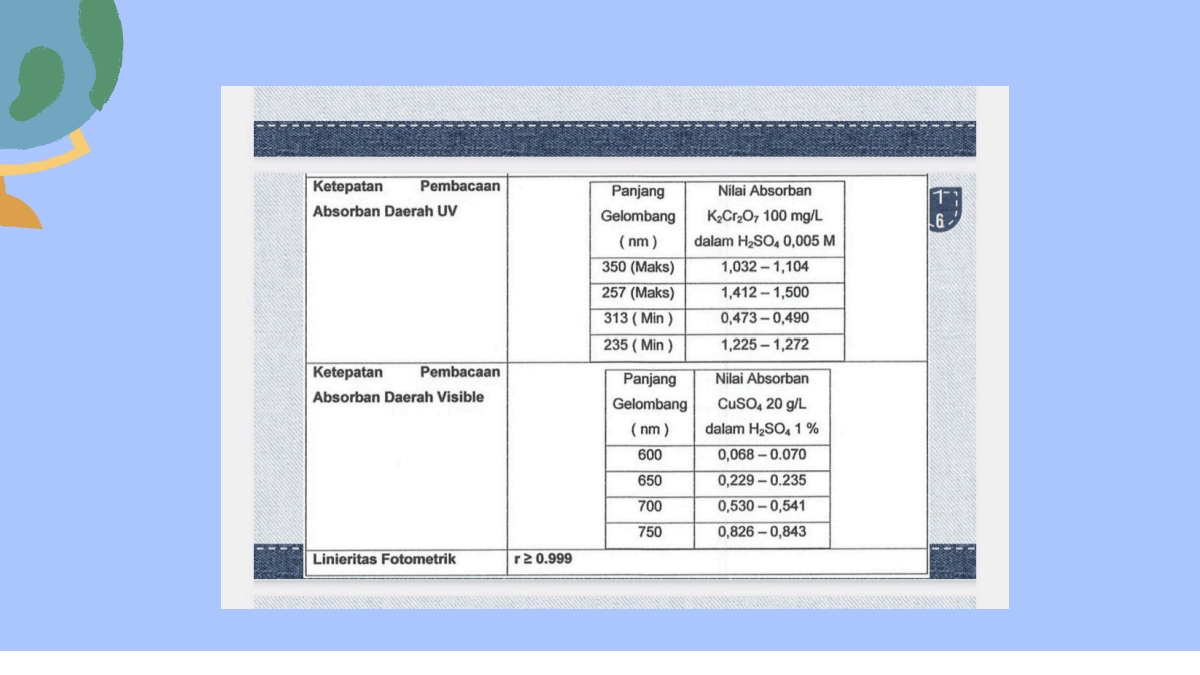 Ketepatan Pembacaan
Absorban Daerah UV
Panjang Gelombang ( nm ) Nilai Absorban K₂Cr₂O₇ 100 mg/L dalam H₂SO₄ 0,005 M
350 (Maks) 1,032 – 1,104
257 (Maks) 1,412 – 1,500
313 ( Min ) 0,473 – 0,490
235 ( Min ) 1,225 – 1,272
1
6
Ketepatan Pembacaan
Absorban Daerah Visible
Panjang Gelombang ( nm ) Nilai Absorban CuSO₄ 20 g/L dalam H₂SO₄ 1 %
600 0,068 – 0.070
650 0,229 – 0.235
700 0,530 – 0,541
750 0,826 – 0,843
Linieritas Fotometrik r ≥ 0.999